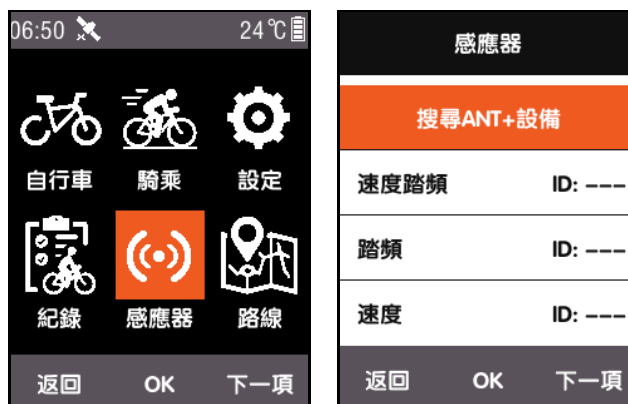 06:50 24℃
自行車 騎乘 設定
紀錄 感應器 路線
返回 OK 下一項
感應器
搜尋ANT+設備
速度踏頻 ID: ---
踏頻 ID: ---
速度 ID: ---
返回 OK 下一項